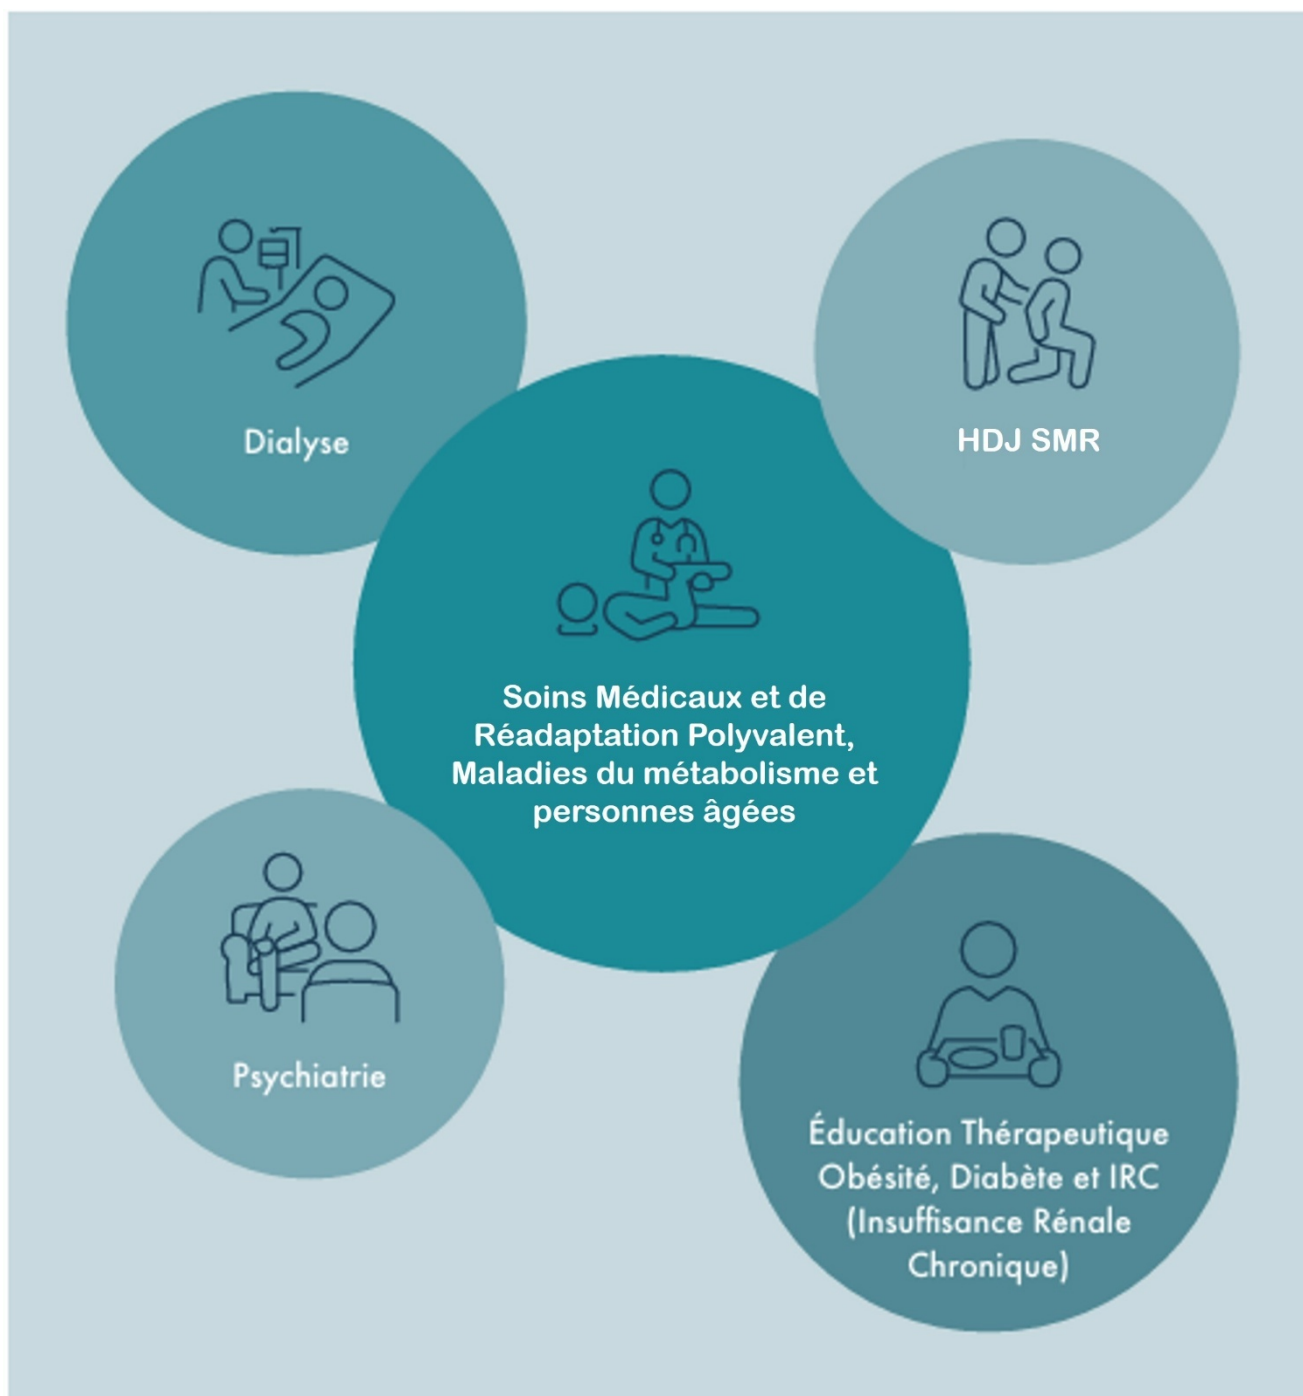 Dialyse
HDJ SMR
Soins Médicaux et de
Réadaptation Polyvalent,
Maladies du métabolisme et
personnes âgées
Psychiatrie
Éducation Thérapeutique
Obésité, Diabète et IRC
(Insuffisance Rénale
Chronique)